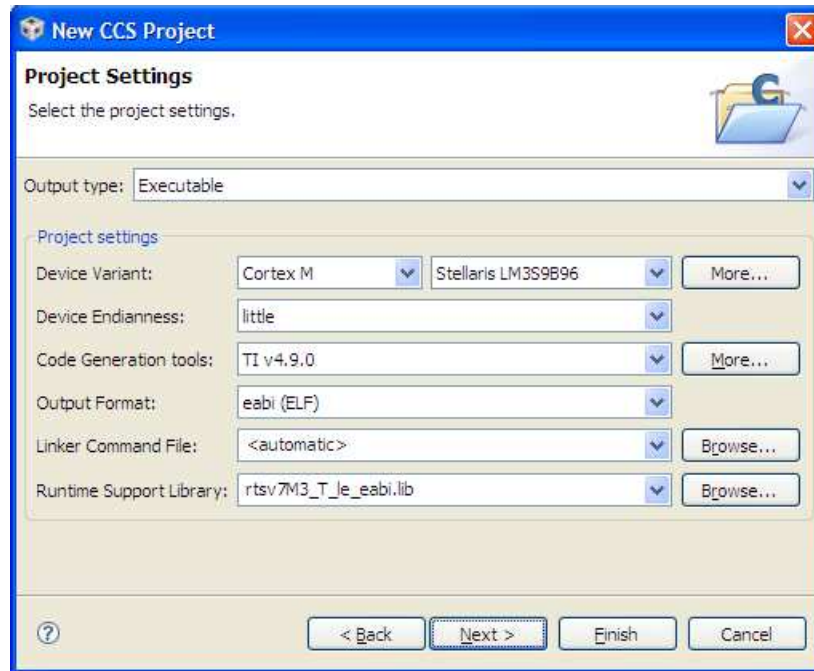 New CCS Project
Project Settings
Select the project settings.
Output type: Executable
Project settings
Device Variant: Cortex M Stellaris LM3S9B96 More...
Device Endianness: little
Code Generation tools: TI v4.9.0 More...
Output Format: eabi (ELF)
Linker Command File: <automatic> Browse...
Runtime Support Library: rtsv7M3_T_le_eabi.lib Browse...
? < Back Next > Finish Cancel